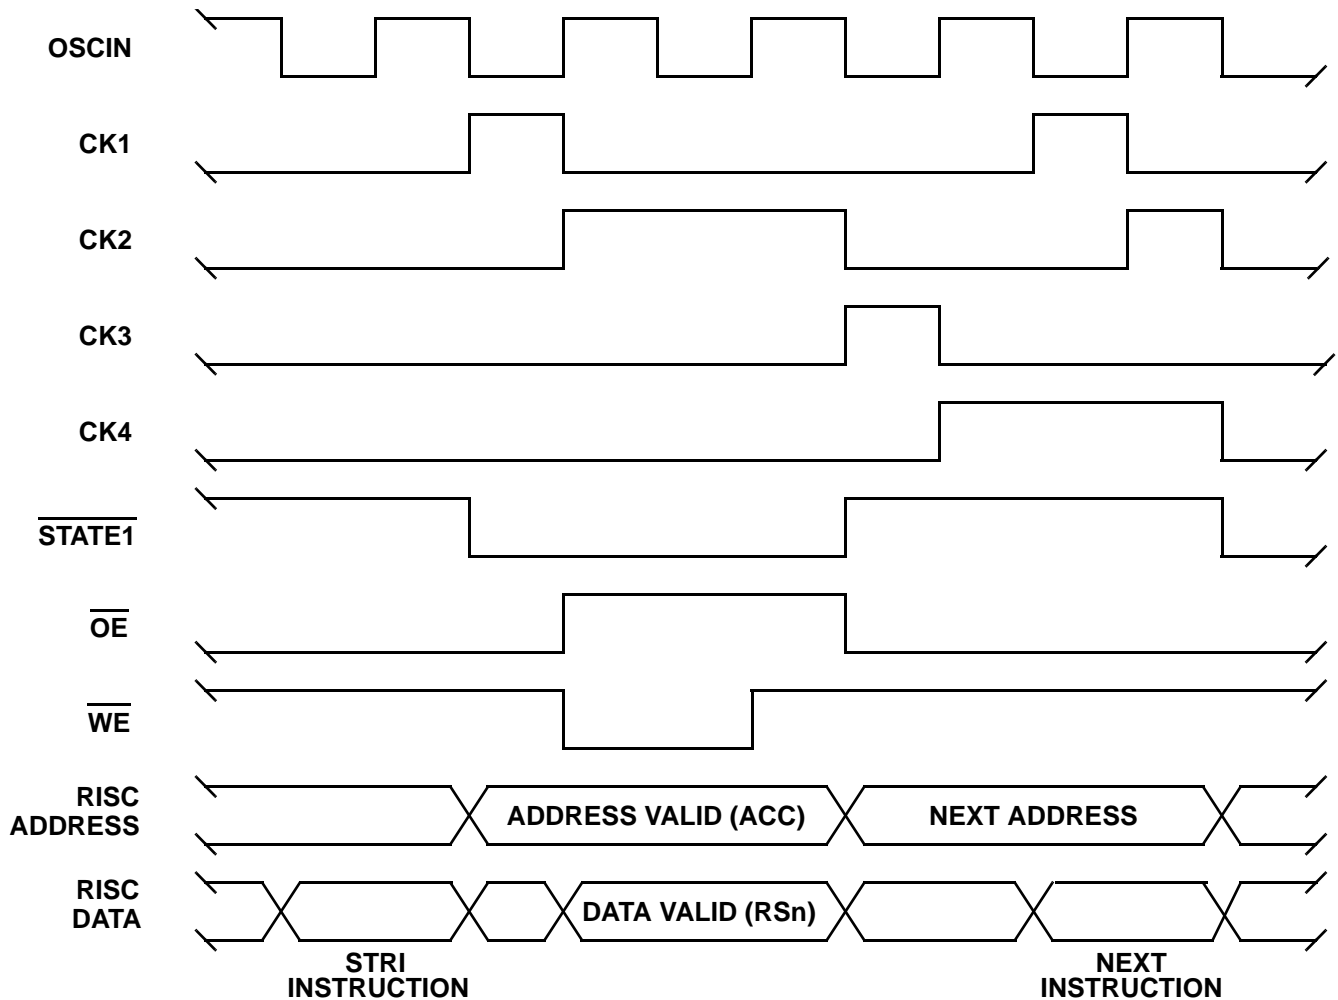 OSCIN
CK1
CK2
CK3
CK4
STATE1
OE
WE
RISC
ADDRESS
ADDRESS VALID (ACC)
NEXT ADDRESS
RISC
DATA
DATA VALID (RSn)
STRI
INSTRUCTION
NEXT
INSTRUCTION